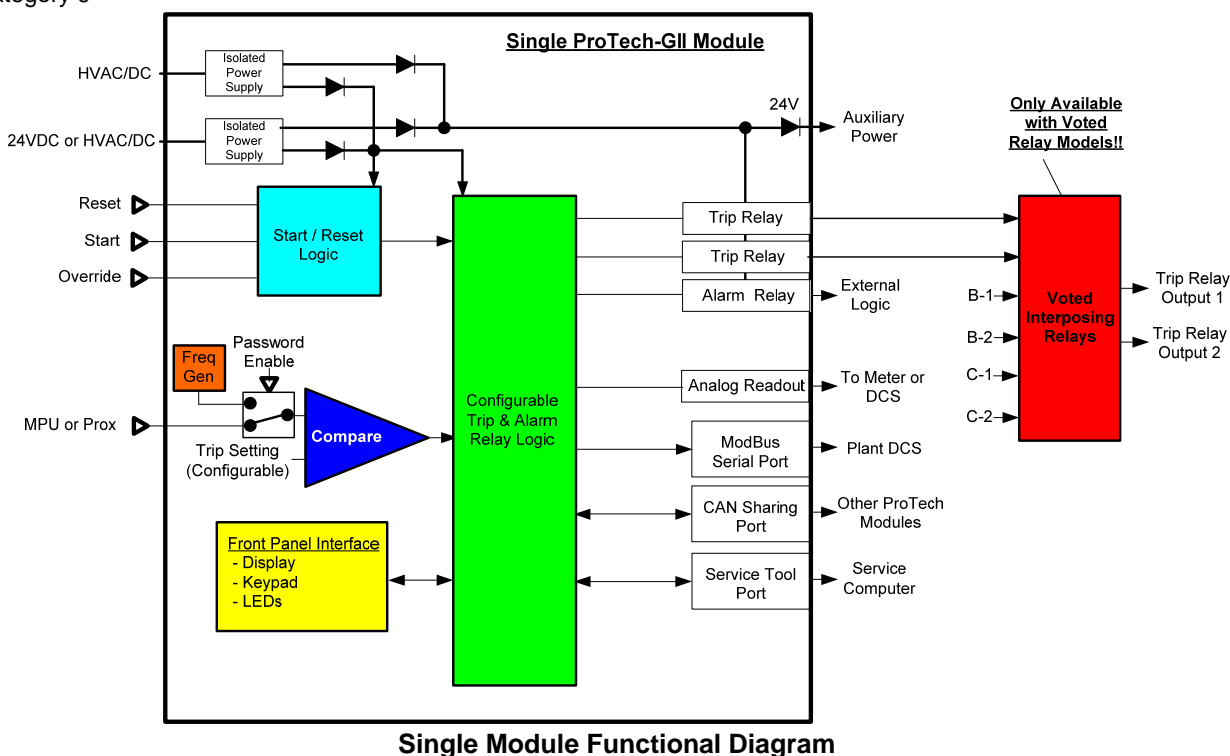 Single ProTech-GII Module
HVAC/DC
Isolated
Power
Supply
24VDC or HVAC/DC
Isolated
Power
Supply
24V
Auxiliary
Power
Only Available
with Voted
Relay Models!!
Reset
Start
Override
Start / Reset
Logic
Trip Relay
Trip Relay
Alarm Relay
External
Logic
B-1
B-2
C-1
C-2
Voted
Interposing
Relays
Trip Relay
Output 1
Trip Relay
Output 2
Freq
Gen
Password
Enable
MPU or Prox
Trip Setting
(Configurable)
Compare
Configurable
Trip & Alarm
Relay Logic
Analog Readout
To Meter or
DCS
ModBus
Serial Port
Plant DCS
CAN Sharing
Port
Other ProTech
Modules
Service Tool
Port
Service
Computer
Front Panel Interface
- Display
- Keypad
- LEDs
Single Module Functional Diagram